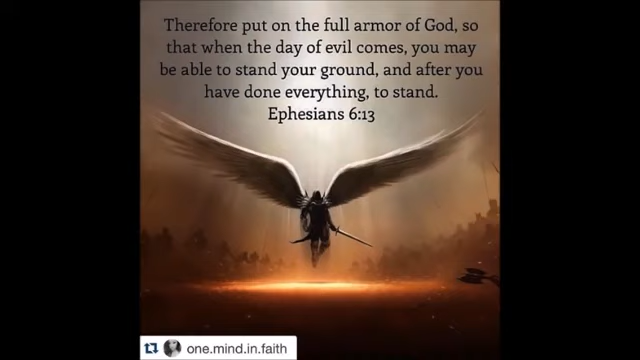 Therefore put on the full armor of God, so
that when the day of evil comes, you may
be able to stand your ground, and after you
have done everything, to stand.
Ephesians 6:13
one.mind.in.faith